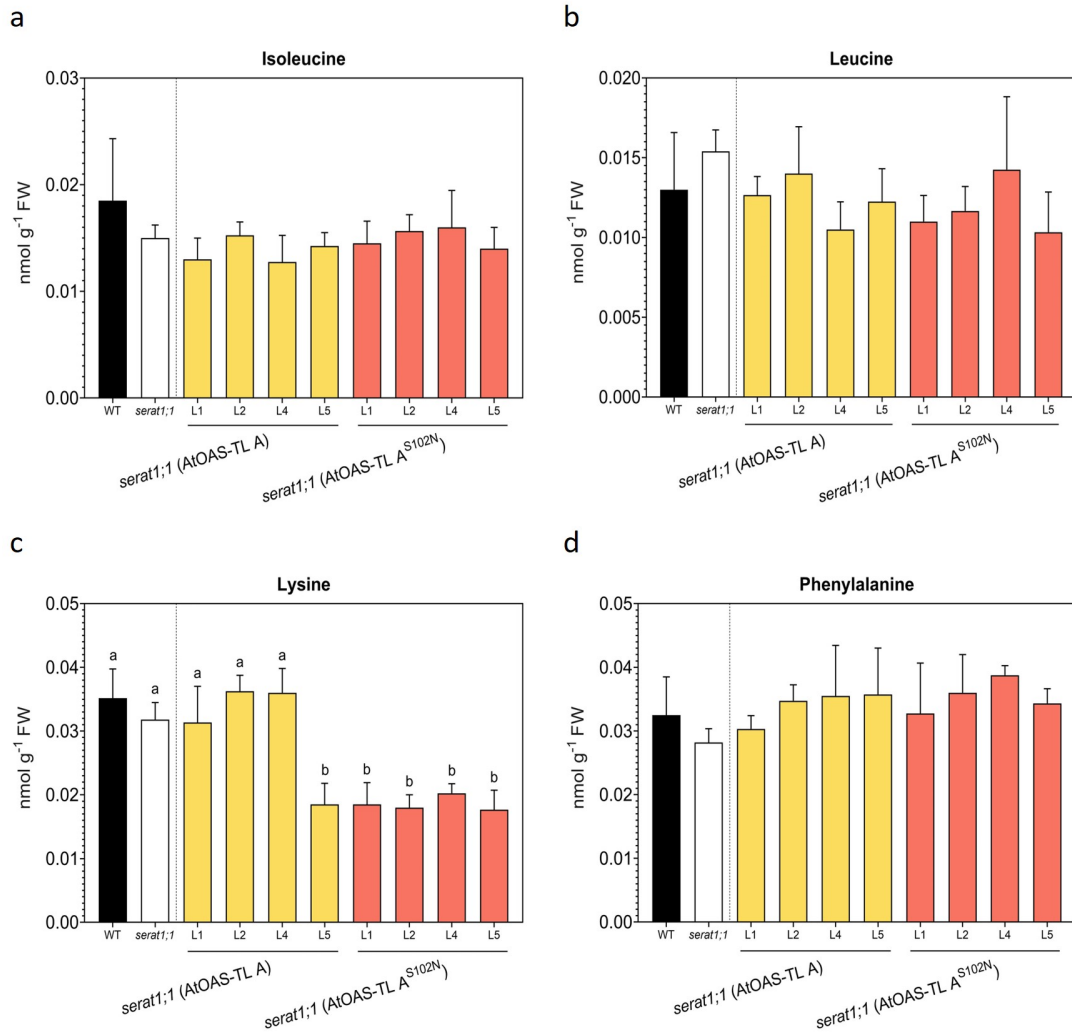 a
Isoleucine
0.03
0.02
0.01
0.00
nmol g⁻¹ FW
WT serat1;1 L1 L2 L4 L5 L1 L2 L4 L5
serat1;1 (AtOAS-TL A)
serat1;1 (AtOAS-TL A^S102N)
b
Leucine
0.020
0.015
0.010
0.005
0.000
nmol g⁻¹ FW
WT serat1;1 L1 L2 L4 L5 L1 L2 L4 L5
serat1;1 (AtOAS-TL A)
serat1;1 (AtOAS-TL A^S102N)
c
Lysine
0.05
0.04
0.03
0.02
0.01
0.00
nmol g⁻¹ FW
a a a a a b b b b b
WT serat1;1 L1 L2 L4 L5 L1 L2 L4 L5
serat1;1 (AtOAS-TL A)
serat1;1 (AtOAS-TL A^S102N)
d
Phenylalanine
0.05
0.04
0.03
0.02
0.01
0.00
nmol g⁻¹ FW
WT serat1;1 L1 L2 L4 L5 L1 L2 L4 L5
serat1;1 (AtOAS-TL A)
serat1;1 (AtOAS-TL A^S102N)